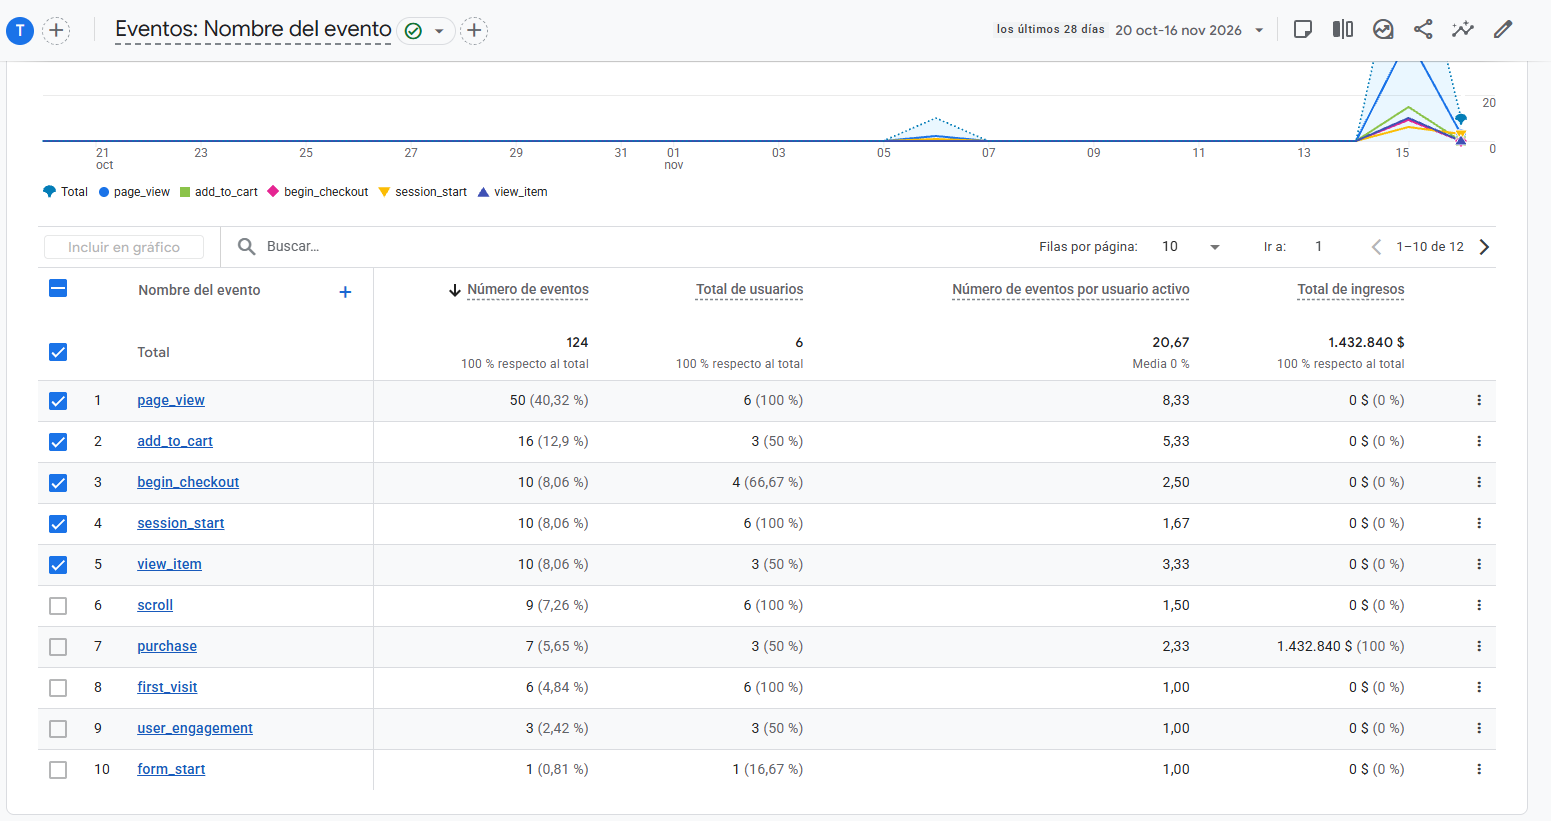 T
Eventos: Nombre del evento
los últimos 28 días 20 oct-16 nov 2026
20
0
21 23 25 27 29 31 01 03 05 07 09 11 13 15
oct nov
Total page_view add_to_cart begin_checkout session_start view_item
Incluir en gráfico Buscar... Filas por página: 10 Ir a: 1 1–10 de 12
Nombre del evento + Número de eventos Total de usuarios Número de eventos por usuario activo Total de ingresos
Total 124 6 20,67 1.432.840 $
100 % respecto al total 100 % respecto al total Media 0 % 100 % respecto al total
1 page_view 50 (40,32 %) 6 (100 %) 8,33 0 $ (0 %)
2 add_to_cart 16 (12,9 %) 3 (50 %) 5,33 0 $ (0 %)
3 begin_checkout 10 (8,06 %) 4 (66,67 %) 2,50 0 $ (0 %)
4 session_start 10 (8,06 %) 6 (100 %) 1,67 0 $ (0 %)
5 view_item 10 (8,06 %) 3 (50 %) 3,33 0 $ (0 %)
6 scroll 9 (7,26 %) 6 (100 %) 1,50 0 $ (0 %)
7 purchase 7 (5,65 %) 3 (50 %) 2,33 1.432.840 $ (100 %)
8 first_visit 6 (4,84 %) 6 (100 %) 1,00 0 $ (0 %)
9 user_engagement 3 (2,42 %) 3 (50 %) 1,00 0 $ (0 %)
10 form_start 1 (0,81 %) 1 (16,67 %) 1,00 0 $ (0 %)